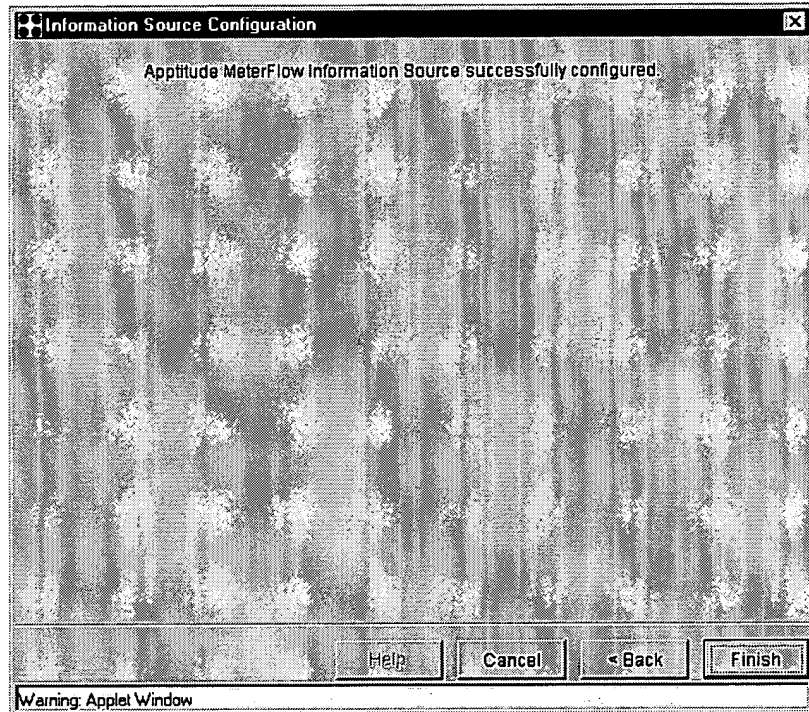 Information Source Configuration
Apptitude MeterFlow Information Source successfully configured.
Help Cancel < Back Finish
Warning: Applet Window